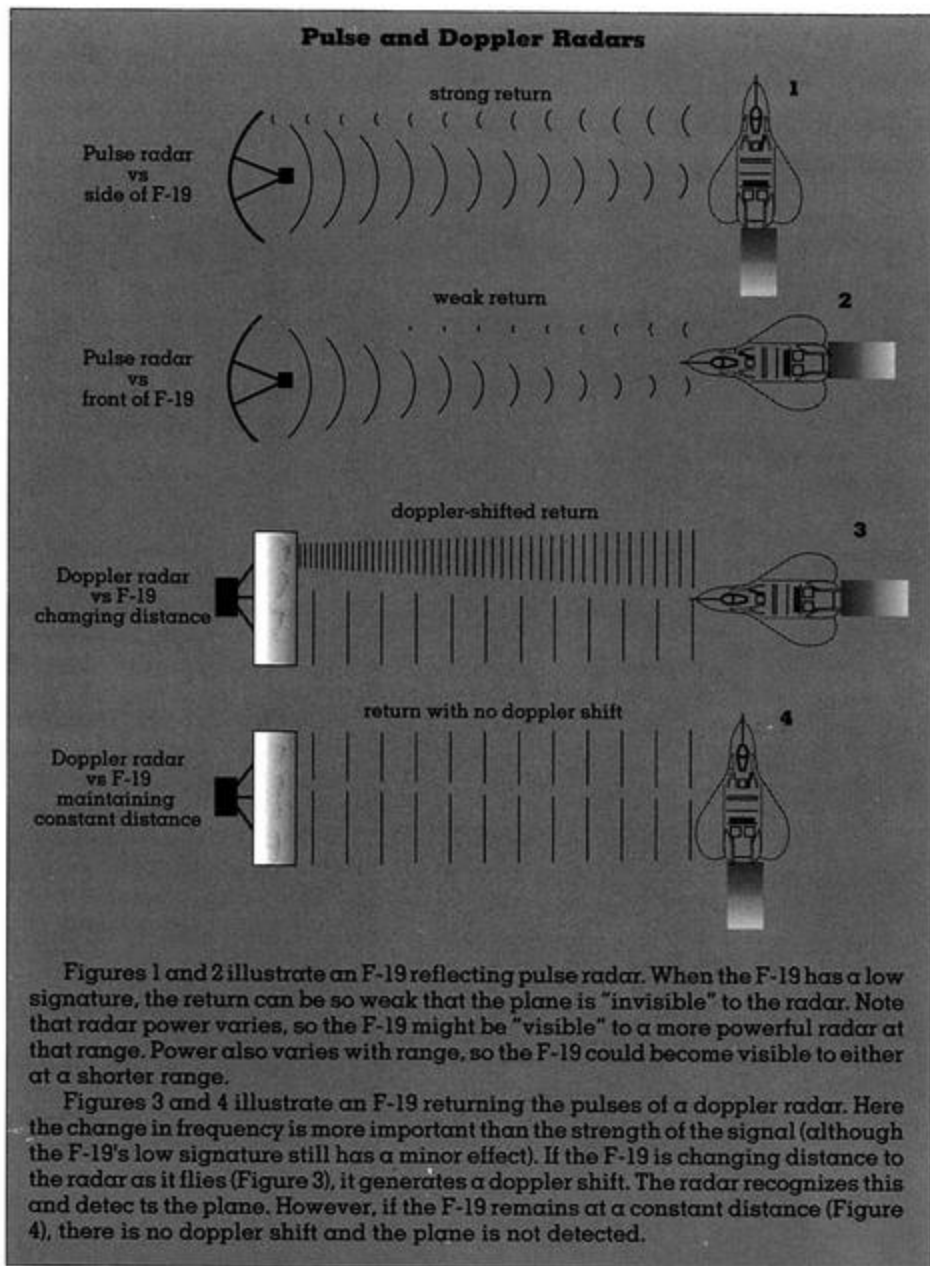 Pulse and Doppler Radars
strong return
1
Pulse radar
vs
side of F-19
weak return
2
Pulse radar
vs
front of F-19
doppler-shifted return
3
Doppler radar
vs F-19
changing distance
return with no doppler shift
4
Doppler radar
vs F-19
maintaining
constant distance
Figures 1 and 2 illustrate an F-19 reflecting pulse radar. When the F-19 has a low
signature, the return can be so weak that the plane is "invisible" to the radar. Note
that radar power varies, so the F-19 might be "visible" to a more powerful radar at
that range. Power also varies with range, so the F-19 could become visible to either
at a shorter range.
Figures 3 and 4 illustrate an F-19 returning the pulses of a doppler radar. Here
the change in frequency is more important than the strength of the signal (although
the F-19's low signature still has a minor effect). If the F-19 is changing distance to
the radar as it flies (Figure 3), it generates a doppler shift. The radar recognizes this
and detec ts the plane. However, if the F-19 remains at a constant distance (Figure
4), there is no doppler shift and the plane is not detected.